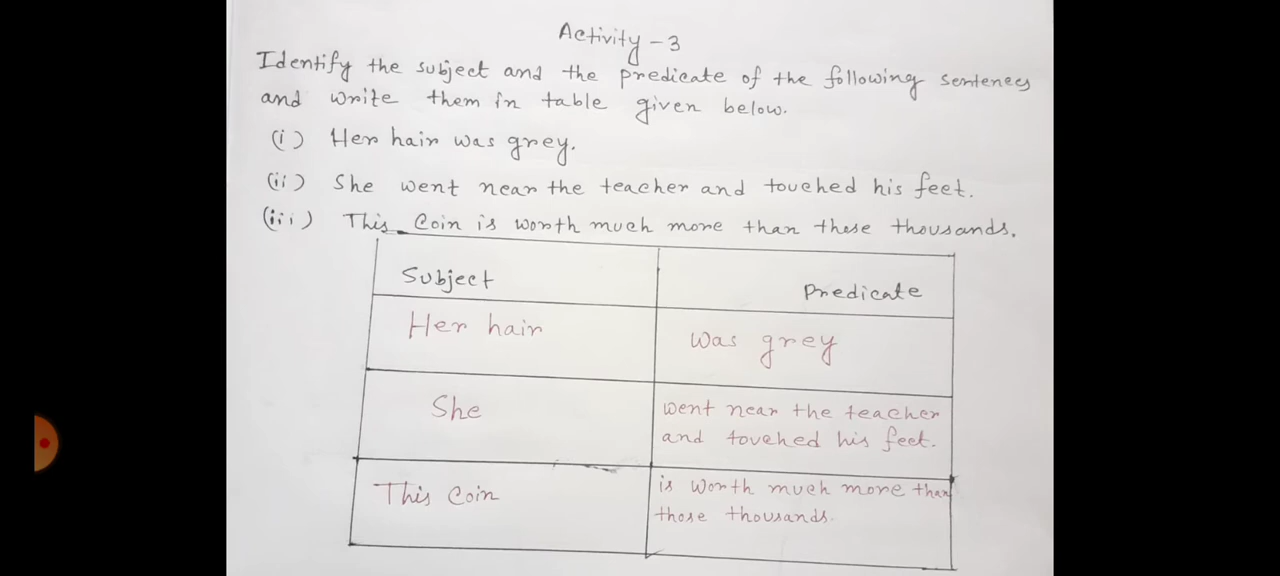 Activity - 3
Identify the subject and the predicate of the following sentences
and write them in table given below.
(i) Her hair was grey.
(ii) She went near the teacher and touched his feet.
(iii) This Coin is worth much more than these thousands.
Subject Predicate
Her hair was grey
She went near the teacher
and touched his feet.
This Coin is worth much more than
those thousands.